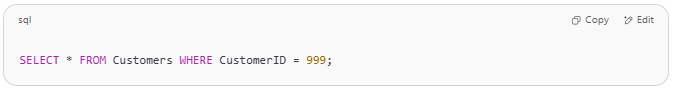 sql Copy Edit
SELECT * FROM Customers WHERE CustomerID = 999;